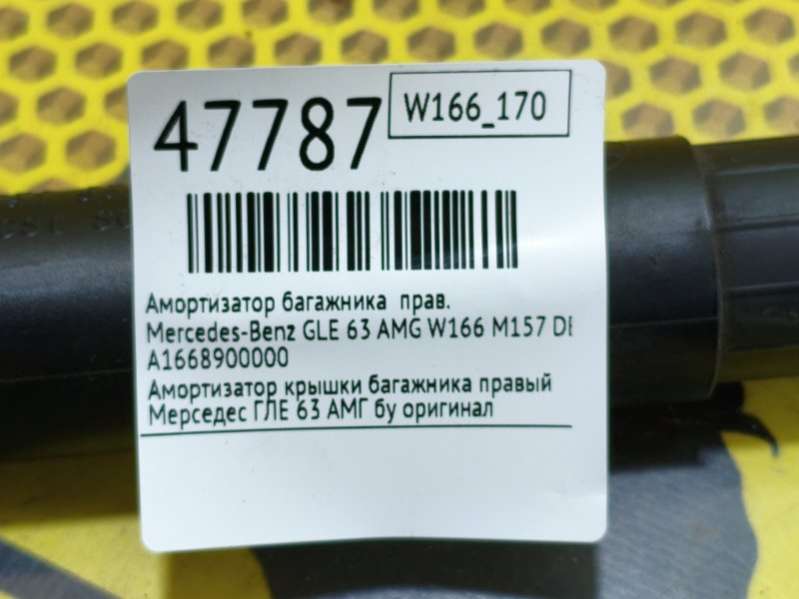 47787
W166_170
Амортизатор багажника прав.
Mercedes-Benz GLE 63 AMG W166 M157 DE
A1668900000
Амортизатор крышки багажника правый
Мерседес ГЛЕ 63 АМГ бу оригинал